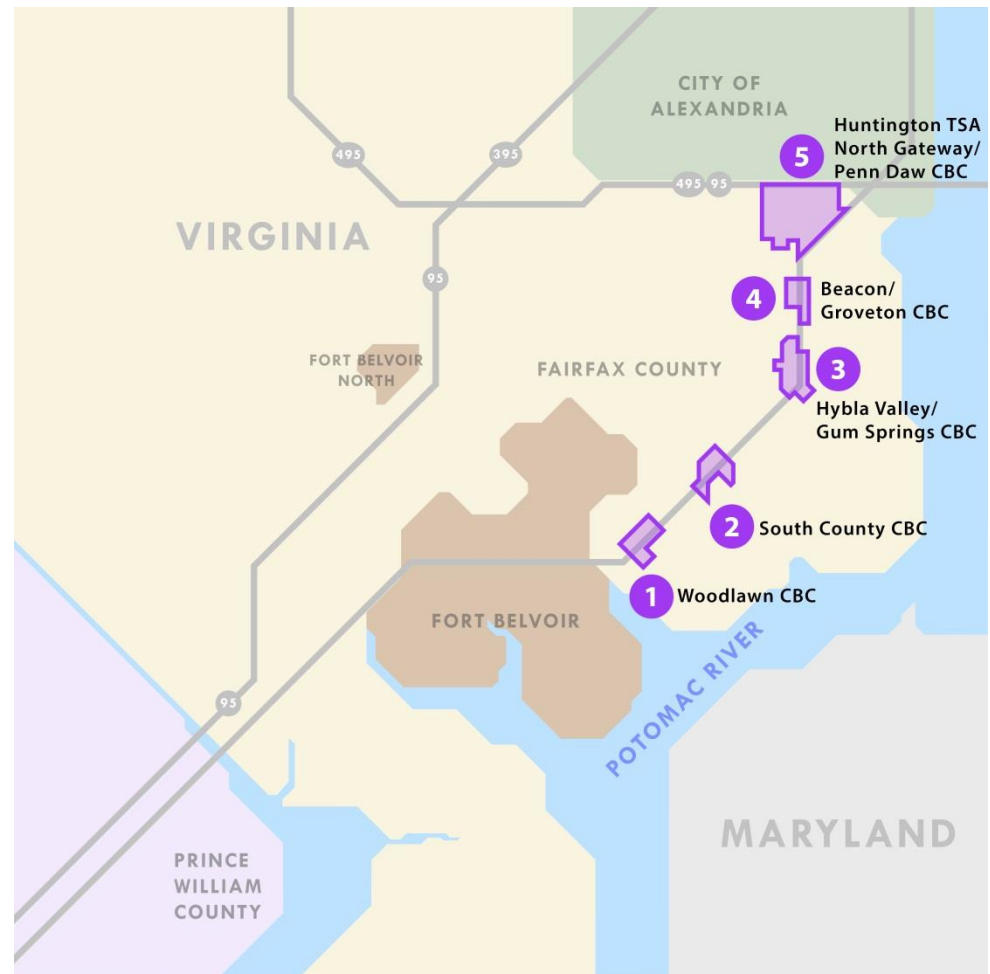 CITY OF
ALEXANDRIA
Huntington TSA
North Gateway/
Penn Daw CBC
5
495
395
495 95
VIRGINIA
95
4
Beacon/
Groveton CBC
FORT BELVOIR
NORTH
FAIRFAX COUNTY
3
Hybla Valley/
Gum Springs CBC
2
South County CBC
1
Woodlawn CBC
FORT BELVOIR
POTOMAC RIVER
95
MARYLAND
PRINCE
WILLIAM
COUNTY